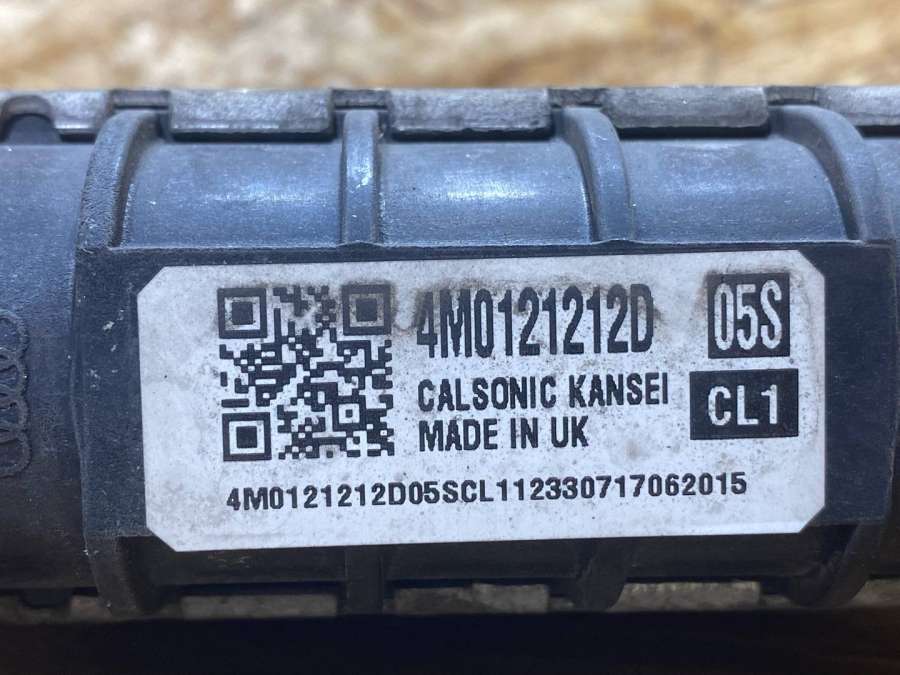 4M0121212D 05S
CALSONIC KANSEI
MADE IN UK
CL1
4M0121212D05SCL112330717062015